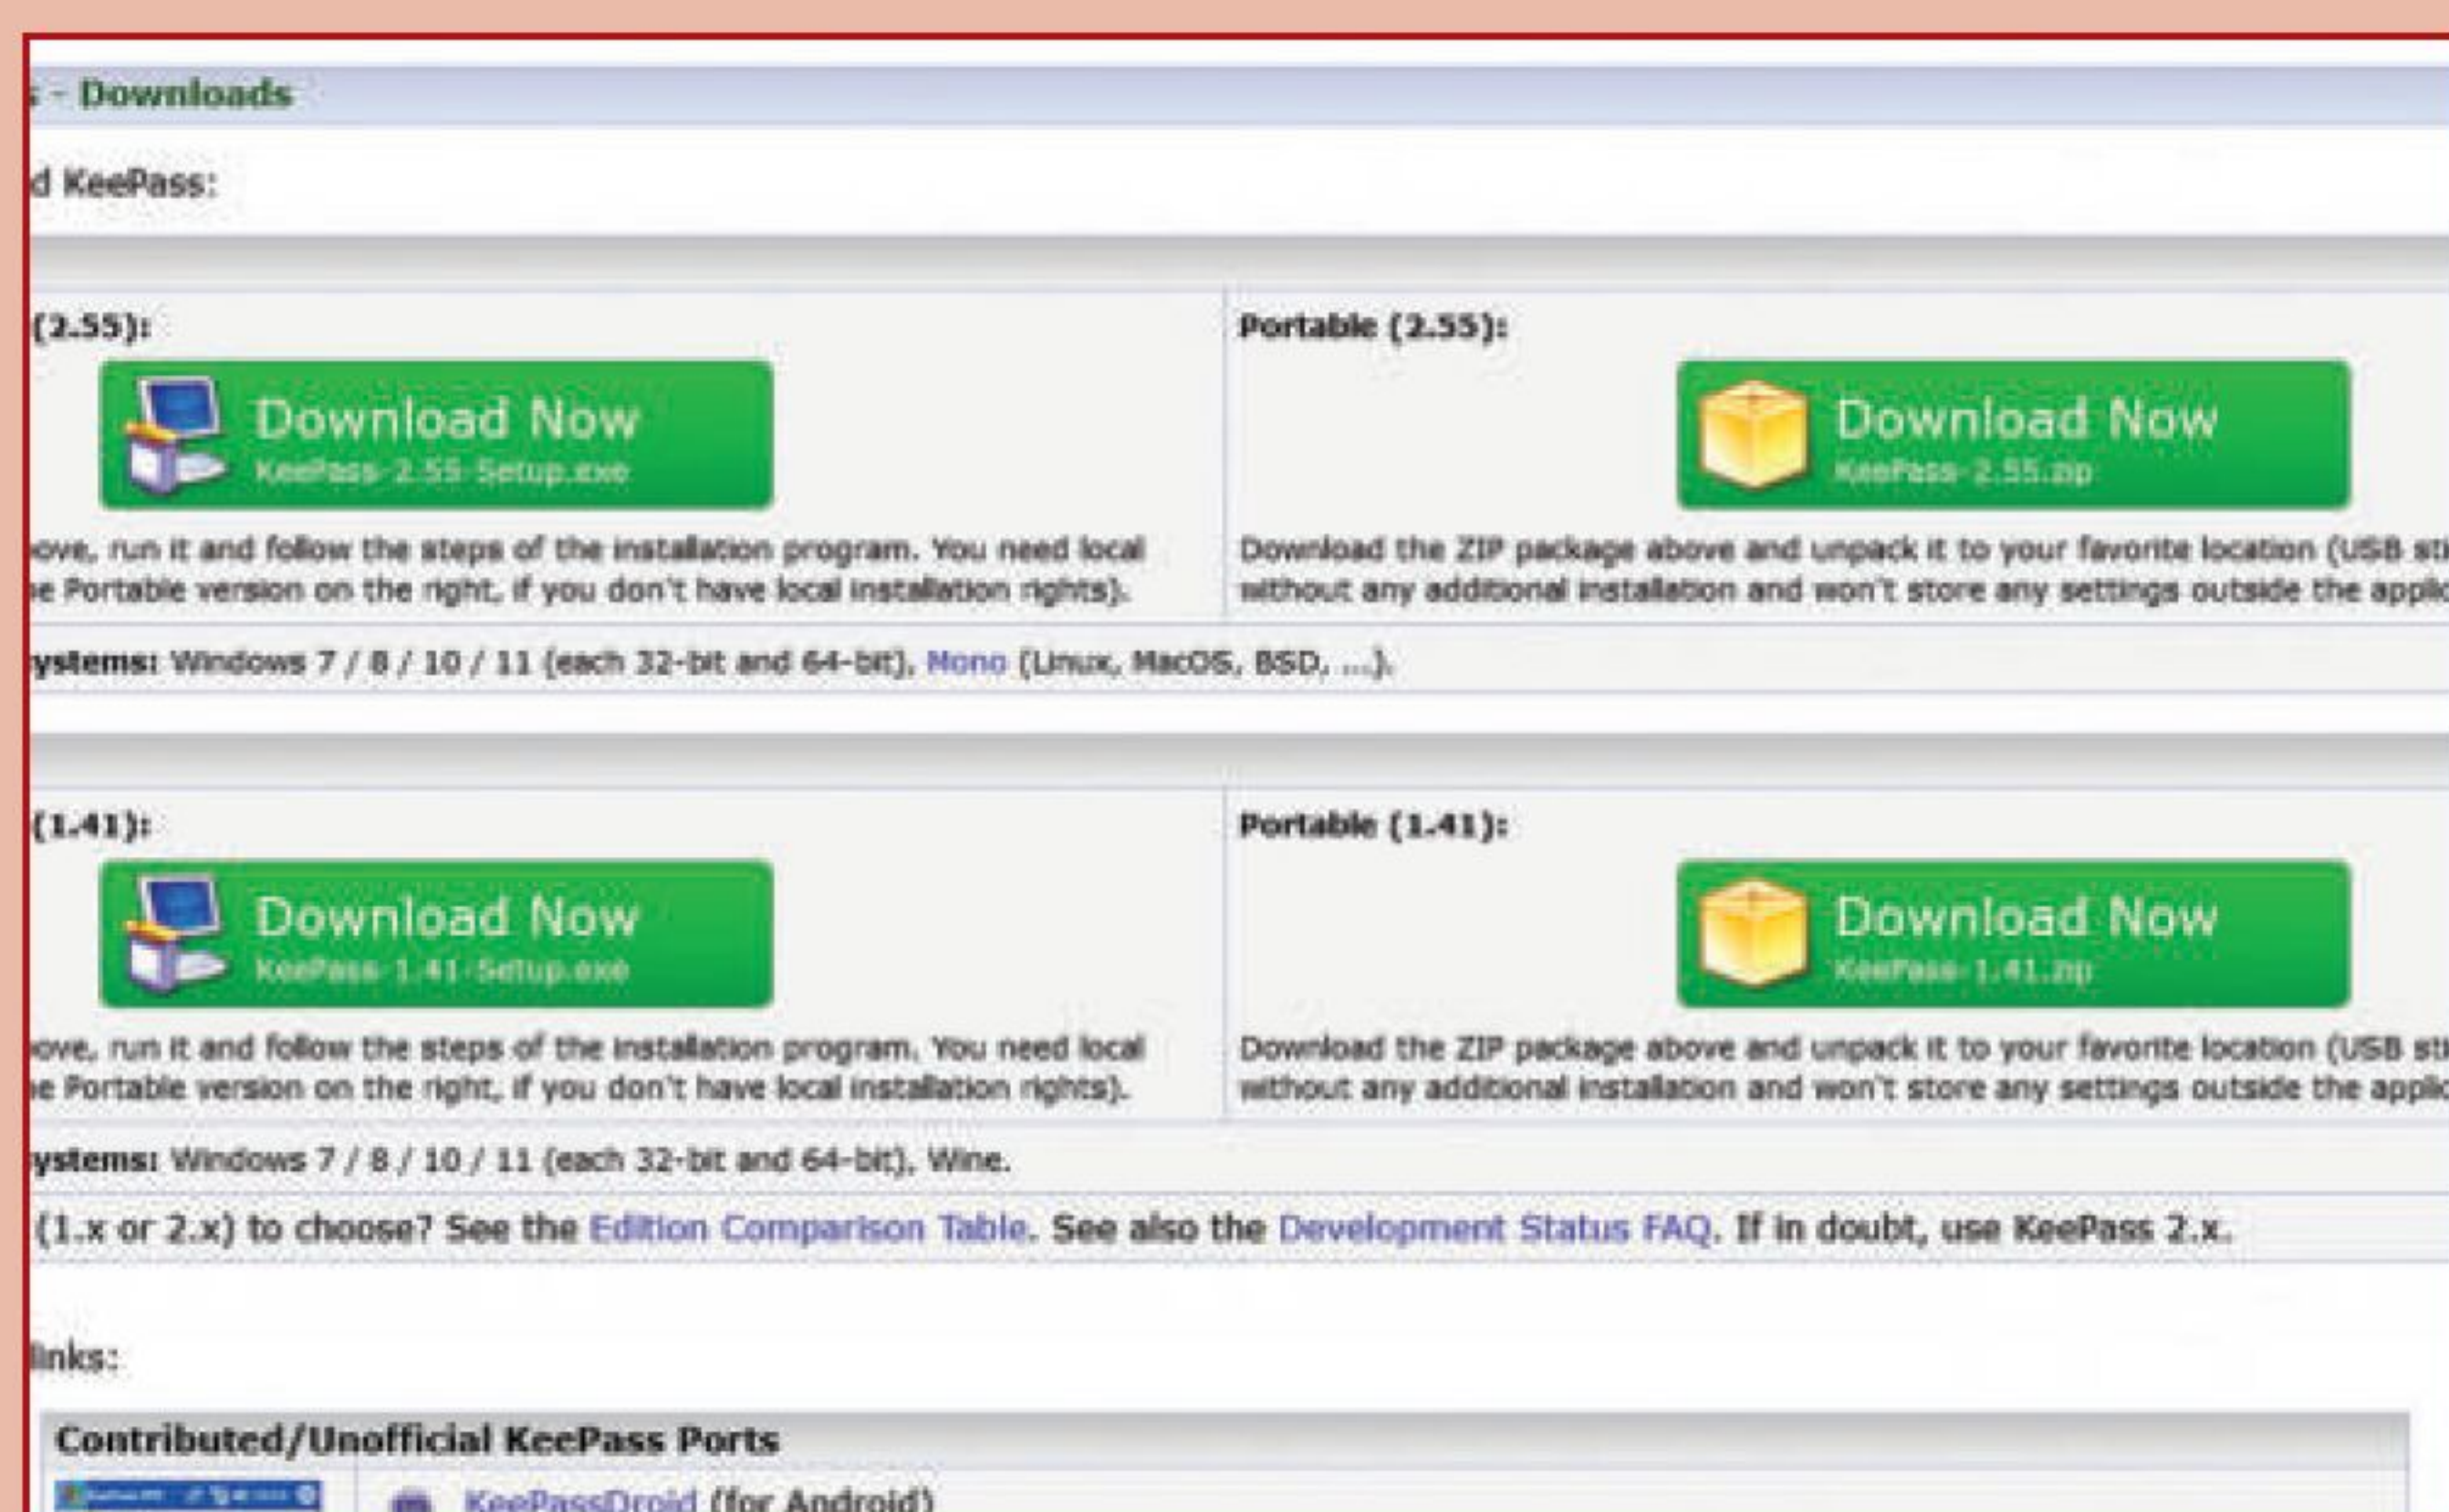 - Downloads
d KeePass:
(2.55):
Download Now
KeePass-2.55-Setup.exe
ove, run it and follow the steps of the installation program. You need local
e Portable version on the right, if you don't have local installation rights).
Portable (2.55):
Download Now
KeePass-2.55.zip
Download the ZIP package above and unpack it to your favorite location (USB sti
without any additional installation and won't store any settings outside the applic
ystems: Windows 7 / 8 / 10 / 11 (each 32-bit and 64-bit), Mono (Linux, MacOS, BSD, ...).
(1.41):
Download Now
KeePass-1.41-Setup.exe
ove, run it and follow the steps of the installation program. You need local
e Portable version on the right, if you don't have local installation rights).
Portable (1.41):
Download Now
KeePass-1.41.zip
Download the ZIP package above and unpack it to your favorite location (USB sti
without any additional installation and won't store any settings outside the applic
ystems: Windows 7 / 8 / 10 / 11 (each 32-bit and 64-bit), Wine.
(1.x or 2.x) to choose? See the Edition Comparison Table. See also the Development Status FAQ. If in doubt, use KeePass 2.x.
links:
Contributed/Unofficial KeePass Ports
KeePassDroid (for Android)